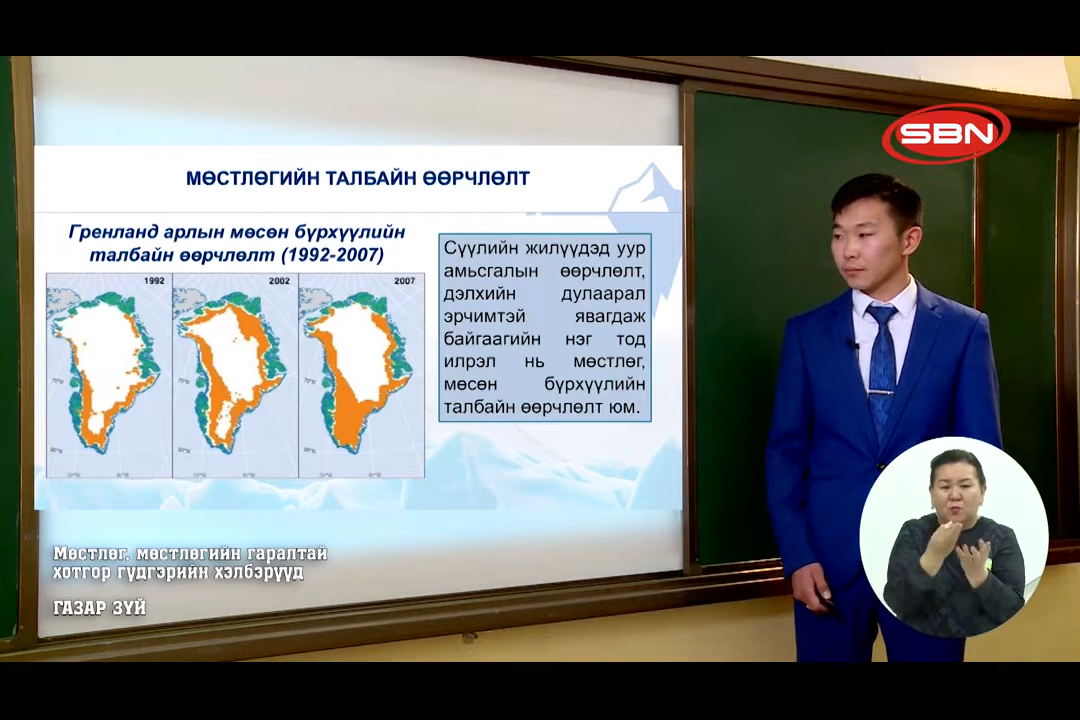 SBN
МӨСТЛӨГИЙН ТАЛБАЙН ӨӨРЧЛӨЛТ
Гренланд арлын мөсөн бүрхүүлийн
талбайн өөрчлөлт (1992-2007)
1992
2002
2007
Сүүлийн жилүүдэд уур
амьсгалын өөрчлөлт,
дэлхийн дулаарал
эрчимтэй явагдаж
байгаагийн нэг тод
илрэл нь мөстлөг,
мөсөн бүрхүүлийн
талбайн өөрчлөлт юм.
Мөстлөг, мөстлөгийн гаралтай
хотгор гүдгэрийн хэлбэрүүд
ГАЗАР ЗҮЙ